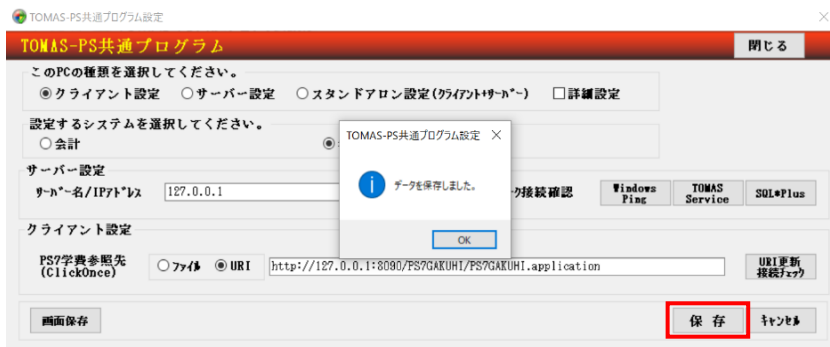 TOMAS-PS共通プログラム設定
TOMAS-PS共通プログラム
閉じる
このPCの種類を選択してください。
クライアント設定 サーバー設定 スタンドアロン設定(ｸﾗｲｱﾝﾄ+ｻｰﾊﾞｰ) 詳細設定
設定するシステムを選択してください。
会計
TOMAS-PS共通プログラム設定
データを保存しました。
OK
サーバー設定
ｻｰﾊﾞｰ名/IPｱﾄﾞﾚｽ 127.0.0.1 ｸ接続確認 Windows Ping TOMAS Service SQL*Plus
クライアント設定
PS7学費参照先 (ClickOnce) ﾌｧｲﾙ URI http://127.0.0.1:8090/PS7GAKUHI/PS7GAKUHI.application URI更新 接続ﾁｪｯｸ
画面保存 保存 ｷｬﾝｾﾙ